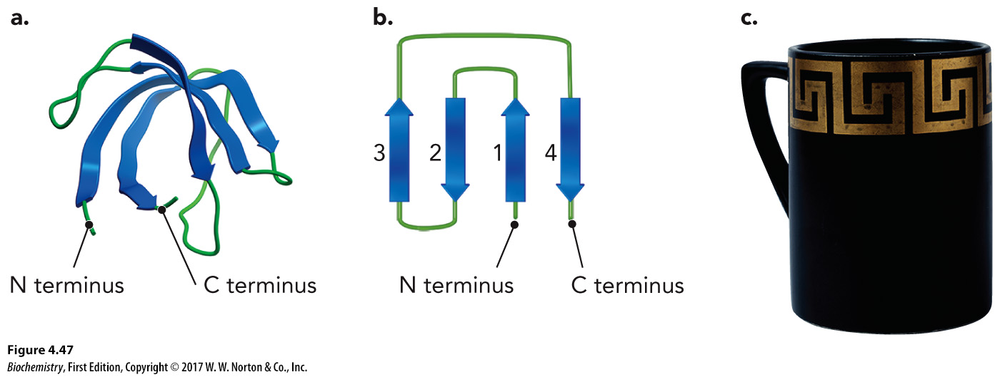 a.
b.
c.
3
2
1
4
N terminus
C terminus
N terminus
C terminus
Figure 4.47
Biochemistry, First Edition, Copyright © 2017 W. W. Norton & Co., Inc.